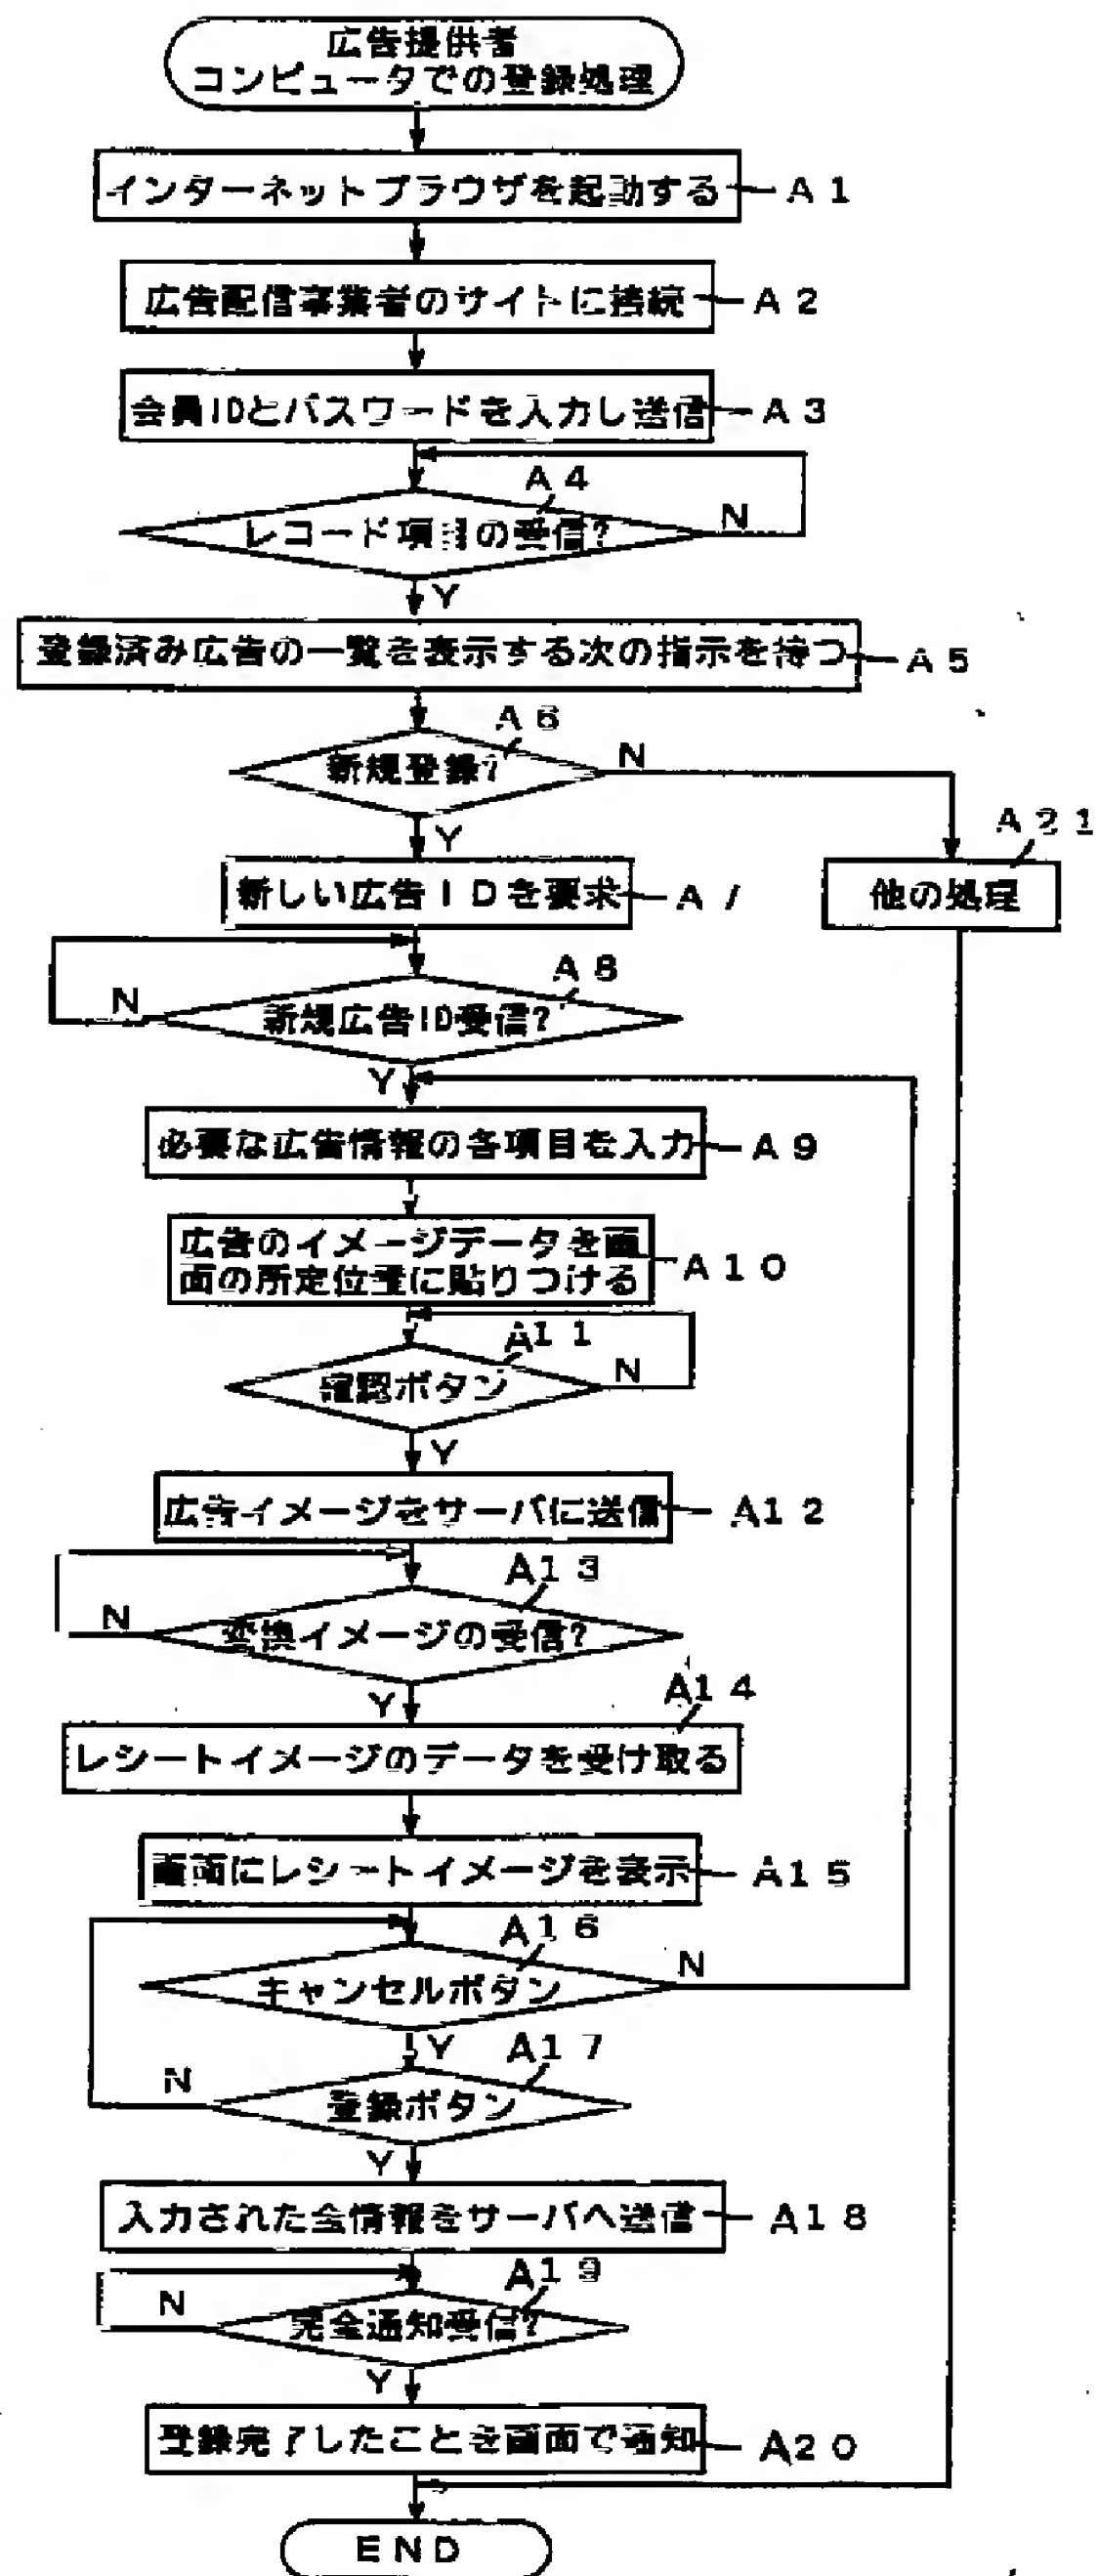 広告提供者
コンピュータでの登録処理
インターネットブラウザを起動する
A1
広告配信事業者のサイトに接続
A2
会員IDとパスワードを入力し送信
A3
A4
レコード項目の受信?
N
Y
登録済み広告の一覧を表示する次の指示を待つ
A5
A6
新規登録?
N
Y
A21
新しい広告IDを要求
A7
他の処理
A8
新規広告ID受信?
N
Y
必要な広告情報の各項目を入力
A9
広告のイメージデータを画
面の所定位置に貼りつける
A10
A11
確認ボタン
N
Y
広告イメージをサーバに送信
A12
A13
変換イメージの受信?
N
Y
A14
レシートイメージのデータを受け取る
画面にレシートイメージを表示
A15
A16
キャンセルボタン
N
Y
A17
登録ボタン
N
Y
入力された全情報をサーバへ送信
A18
A19
完全通知受信?
N
Y
登録完了したことを画面で通知
A20
END